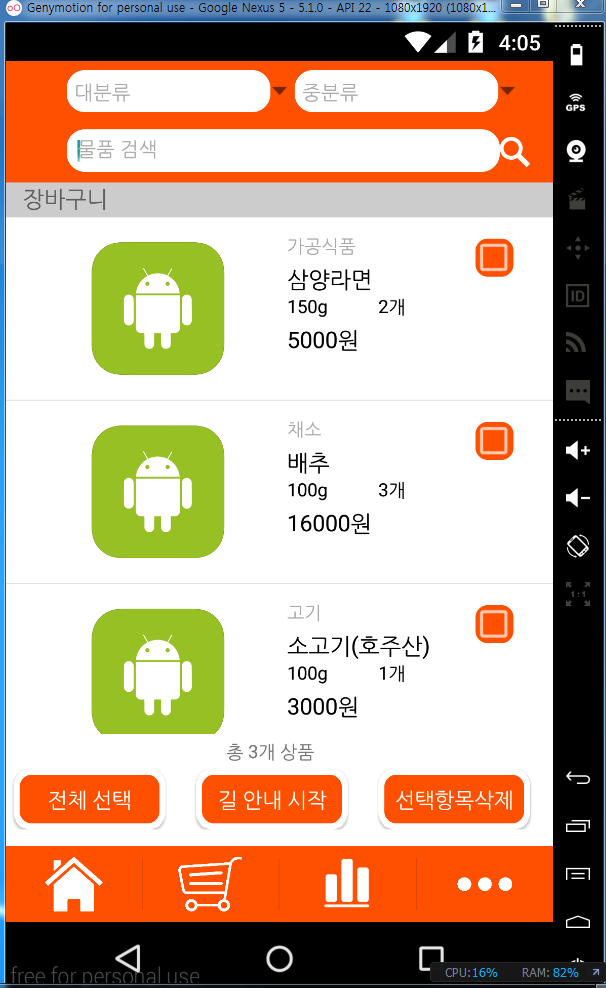 Genymotion for personal use - Google Nexus 5 - 5.1.0 - API 22 - 1080x1920 (1080x1...
4:05
대분류 중분류
GPS
물품 검색
장바구니
가공식품
삼양라면
150g 2개
5000원
ID
채소
배추
100g 3개
16000원
1:1
고기
소고기(호주산)
100g 1개
3000원
총 3개 상품
전체 선택 길 안내 시작 선택항목삭제
free for personal use
CPU:16% RAM: 82%